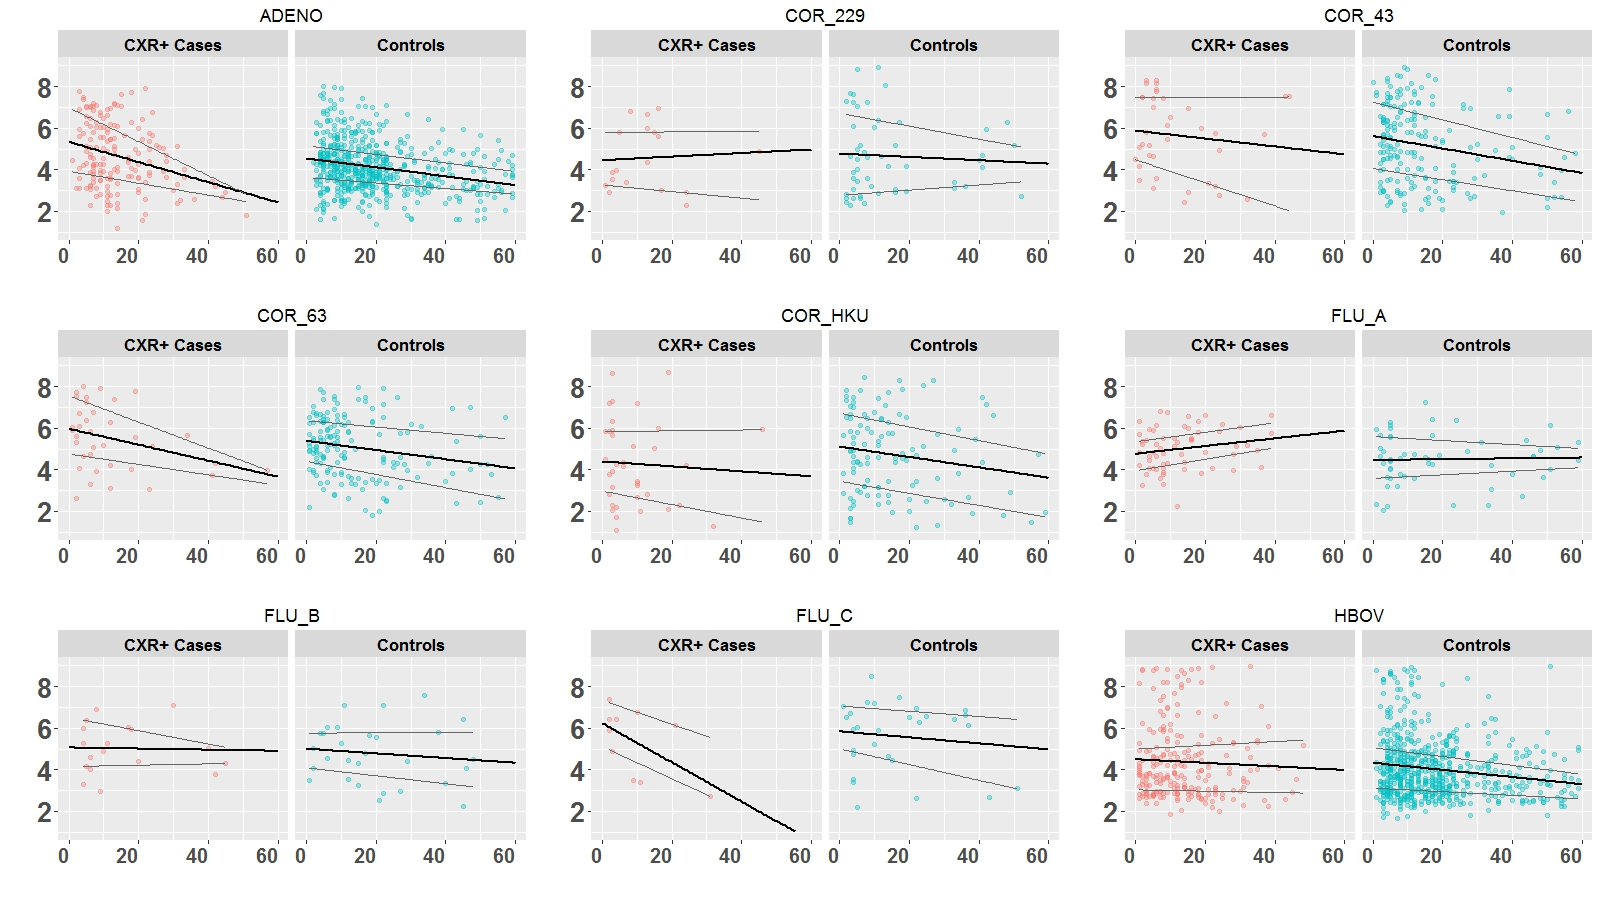 ADENO COR_229 COR_43
CXR+ Cases Controls CXR+ Cases Controls CXR+ Cases Controls
8 8 8
6 6 6
4 4 4
2 2 2
0 20 40 60 0 20 40 60 0 20 40 60 0 20 40 60 0 20 40 60 0 20 40 60
COR_63 COR_HKU FLU_A
CXR+ Cases Controls CXR+ Cases Controls CXR+ Cases Controls
8 8 8
6 6 6
4 4 4
2 2 2
0 20 40 60 0 20 40 60 0 20 40 60 0 20 40 60 0 20 40 60 0 20 40 60
FLU_B FLU_C HBOV
CXR+ Cases Controls CXR+ Cases Controls CXR+ Cases Controls
8 8 8
6 6 6
4 4 4
2 2 2
0 20 40 60 0 20 40 60 0 20 40 60 0 20 40 60 0 20 40 60 0 20 40 60